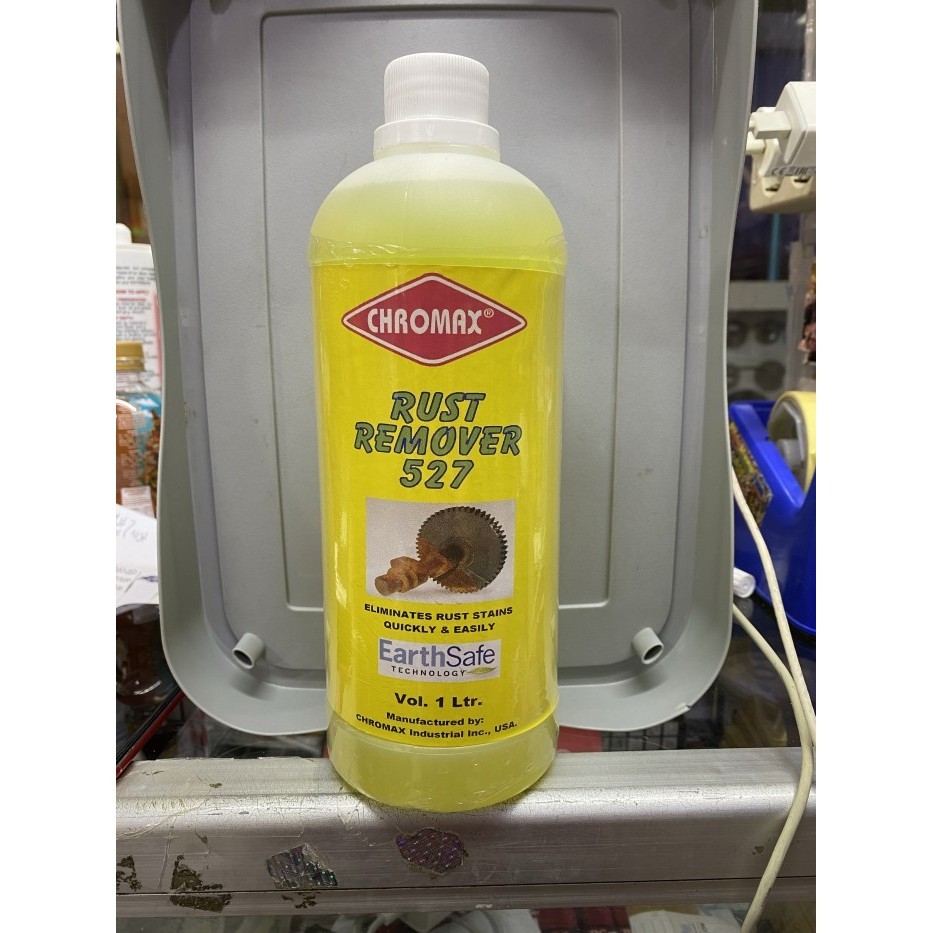 CHROMAX®
RUST
REMOVER
527
ELIMINATES RUST STAINS
QUICKLY & EASILY
EarthSafe
TECHNOLOGY
Vol. 1 Ltr.
Manufactured by:
CHROMAX Industrial Inc., USA.